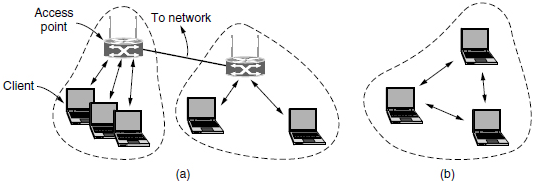 Access
point
To network
Client
(a)
(b)